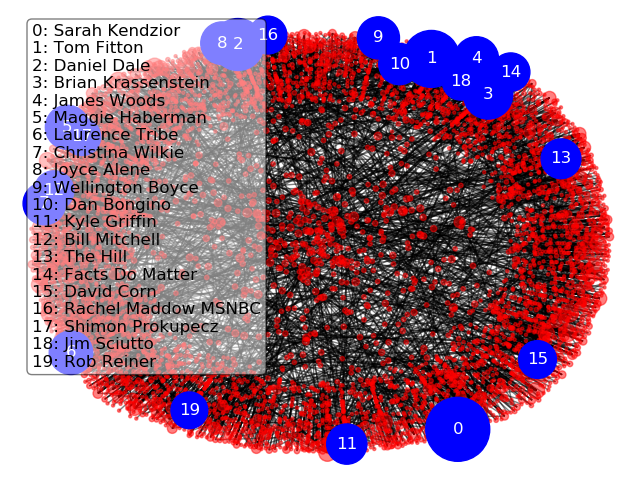 0: Sarah Kendzior
1: Tom Fitton
2: Daniel Dale
3: Brian Krassenstein
4: James Woods
5: Maggie Haberman
6: Laurence Tribe
7: Christina Wilkie
8: Joyce Alene
9: Wellington Boyce
10: Dan Bongino
11: Kyle Griffin
12: Bill Mitchell
13: The Hill
14: Facts Do Matter
15: David Corn
16: Rachel Maddow MSNBC
17: Shimon Prokupecz
18: Jim Sciutto
19: Rob Reiner
8
2
16
9
10
1
4
18
14
3
13
15
0
11
19